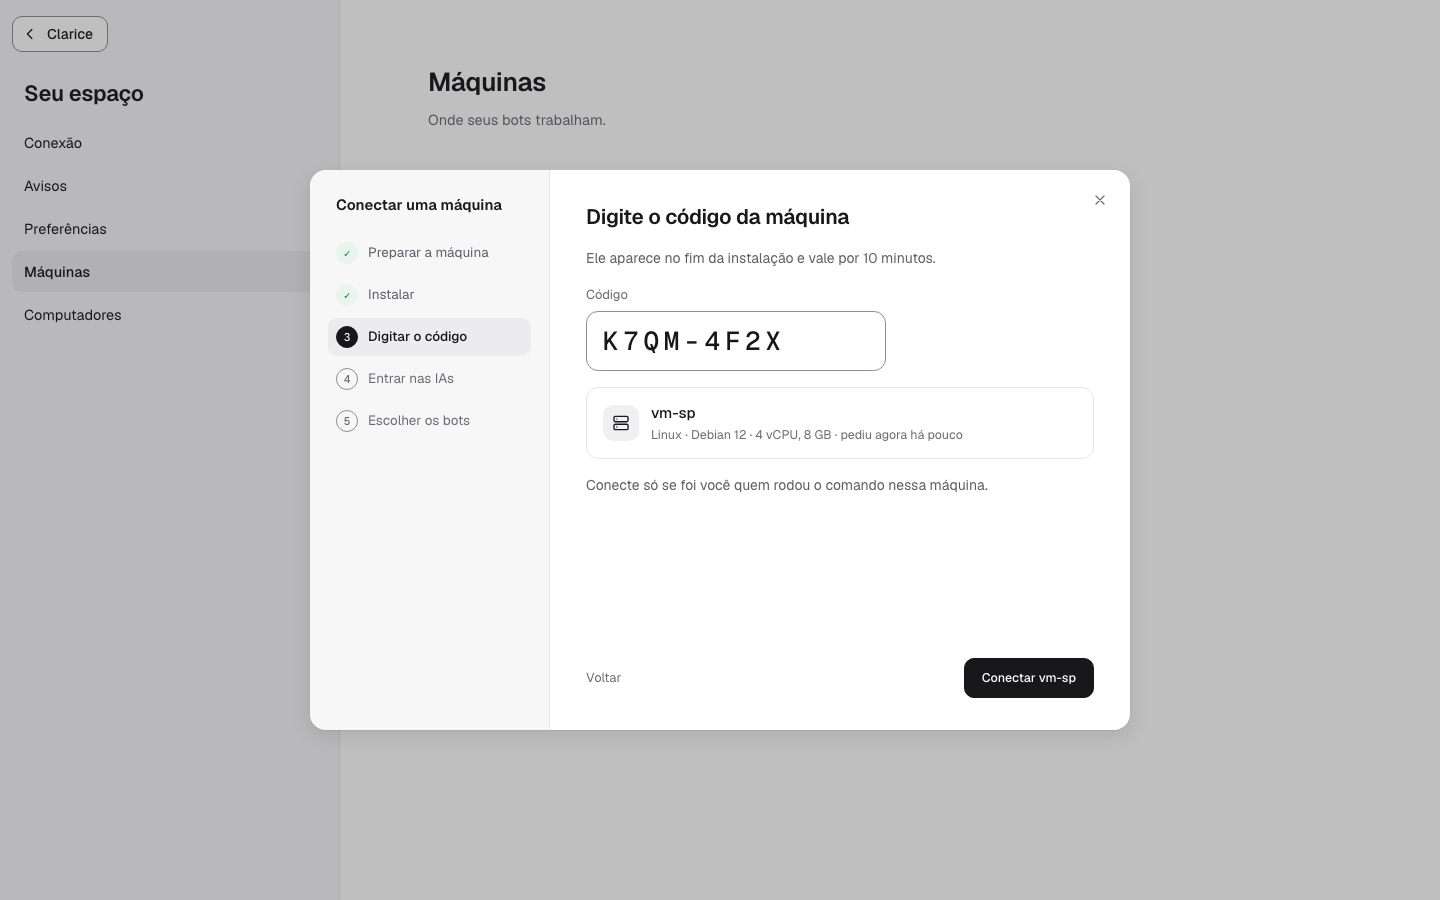 Clarice
Seu espaço
Conexão
Avisos
Preferências
Máquinas
Computadores
Máquinas
Onde seus bots trabalham.
Conectar uma máquina
✓ Preparar a máquina
✓ Instalar
3 Digitar o código
4 Entrar nas IAs
5 Escolher os bots
Digite o código da máquina
Ele aparece no fim da instalação e vale por 10 minutos.
Código
K7QM-4F2X
vm-sp
Linux · Debian 12 · 4 vCPU, 8 GB · pediu agora há pouco
Conecte só se foi você quem rodou o comando nessa máquina.
Voltar
Conectar vm-sp